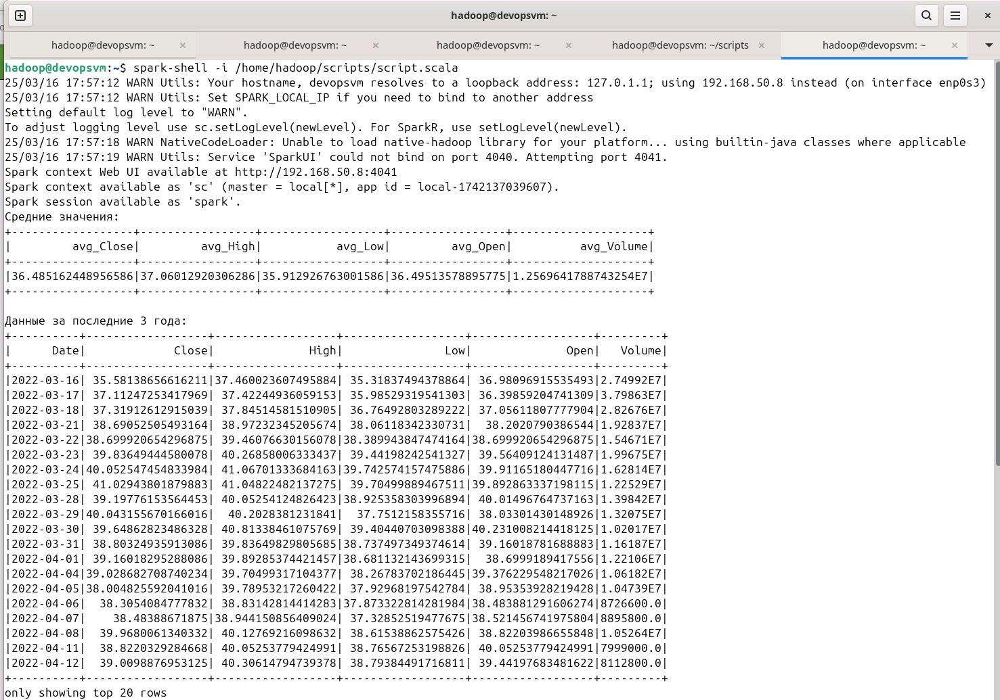 hadoop@devopsvm: ~
hadoop@devopsvm: ~ × hadoop@devopsvm: ~ × hadoop@devopsvm: ~ × hadoop@devopsvm: ~/scripts × hadoop@devopsvm: ~ ×
hadoop@devopsvm:~$ spark-shell -i /home/hadoop/scripts/script.scala
25/03/16 17:57:12 WARN Utils: Your hostname, devopsvm resolves to a loopback address: 127.0.1.1; using 192.168.50.8 instead (on interface enp0s3)
25/03/16 17:57:12 WARN Utils: Set SPARK_LOCAL_IP if you need to bind to another address
Setting default log level to "WARN".
To adjust logging level use sc.setLogLevel(newLevel). For SparkR, use setLogLevel(newLevel).
25/03/16 17:57:18 WARN NativeCodeLoader: Unable to load native-hadoop library for your platform... using builtin-java classes where applicable
25/03/16 17:57:19 WARN Utils: Service 'SparkUI' could not bind on port 4040. Attempting port 4041.
Spark context Web UI available at http://192.168.50.8:4041
Spark context available as 'sc' (master = local[*], app id = local-1742137039607).
Spark session available as 'spark'.
Средние значения:
+------------------+-----------------+------------------+-----------------+--------------------+
|         avg_Close|         avg_High|           avg_Low|         avg_Open|          avg_Volume|
+------------------+-----------------+------------------+-----------------+--------------------+
|36.485162448956586|37.06012920306286|35.912926763001586|36.49513578895775|1.2569641788743254E7|
+------------------+-----------------+------------------+-----------------+--------------------+
Данные за последние 3 года:
+----------+------------------+------------------+------------------+------------------+---------+
|      Date|             Close|              High|               Low|              Open|   Volume|
+----------+------------------+------------------+------------------+------------------+---------+
|2022-03-16| 35.58138656616211|37.460023607495884| 35.31837494378864| 36.98096915535493|2.74992E7|
|2022-03-17| 37.11247253417969| 37.42244936059153| 35.98529319541303| 36.39859204741309|3.79863E7|
|2022-03-18| 37.31912612915039| 37.84514581510905| 36.76492803289222| 37.05611807777904|2.82676E7|
|2022-03-21| 38.69052505493164| 38.97232345205674| 38.06118342330731|  38.2020790386544|1.92837E7|
|2022-03-22|38.699920654296875| 39.46076630156078|38.389943847474164|38.699920654296875|1.54671E7|
|2022-03-23| 39.83649444580078| 40.26858006333437| 39.44198242541327| 39.56409124131487|1.99675E7|
|2022-03-24|40.052547454833984| 41.06701333684163|39.742574157475886| 39.91165180447716|1.62814E7|
|2022-03-25| 41.02943801879883| 41.04822482137275| 39.70499889467511|39.892863337198115|1.22529E7|
|2022-03-28| 39.19776153564453| 40.05254124826423|38.925358303996894| 40.01496764737163|1.39842E7|
|2022-03-29|40.043155670166016|  40.2028381231841|  37.7512158355716| 38.03301430148926|1.32075E7|
|2022-03-30| 39.64862823486328| 40.81338461075769| 39.40440703098388|40.231008214418125|1.02017E7|
|2022-03-31| 38.80324935913086| 39.83649829805685|38.737497349374614| 39.16018781688883|1.16187E7|
|2022-04-01| 39.16018295288086| 39.89285374421457|38.681132143699315|  38.6999189417556|1.22106E7|
|2022-04-04|39.028682708740234| 39.70499317104377| 38.26783702186445|39.376229548217026|1.06182E7|
|2022-04-05|38.004825592041016| 39.78953217260422| 37.92968197542784| 38.95353928219428|1.04739E7|
|2022-04-06|  38.3054084777832| 38.83142814414283|37.873322814281984|38.483881291606274|8726600.0|
|2022-04-07|    38.48388671875|38.944150856409024| 37.32852519477675|38.521456741975804|8895800.0|
|2022-04-08|  39.9680061340332| 40.12769216098632| 38.61538862575426| 38.82203986655848|1.05264E7|
|2022-04-11|  38.8220329284668| 40.05253779424991| 38.76567253198826| 40.05253779424991|7999000.0|
|2022-04-12|  39.0098876953125| 40.30614794739378| 38.79384491716811| 39.44197683481622|8112800.0|
+----------+------------------+------------------+------------------+------------------+---------+
only showing top 20 rows